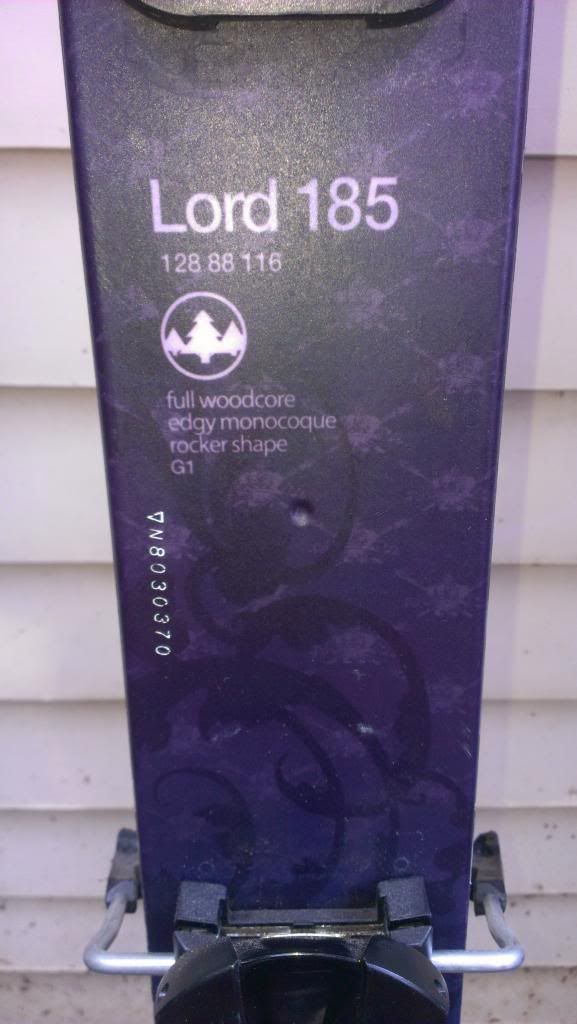 Lord 185
128 88 116
full woodcore
edgy monocoque
rocker shape
G1
▽N8030370